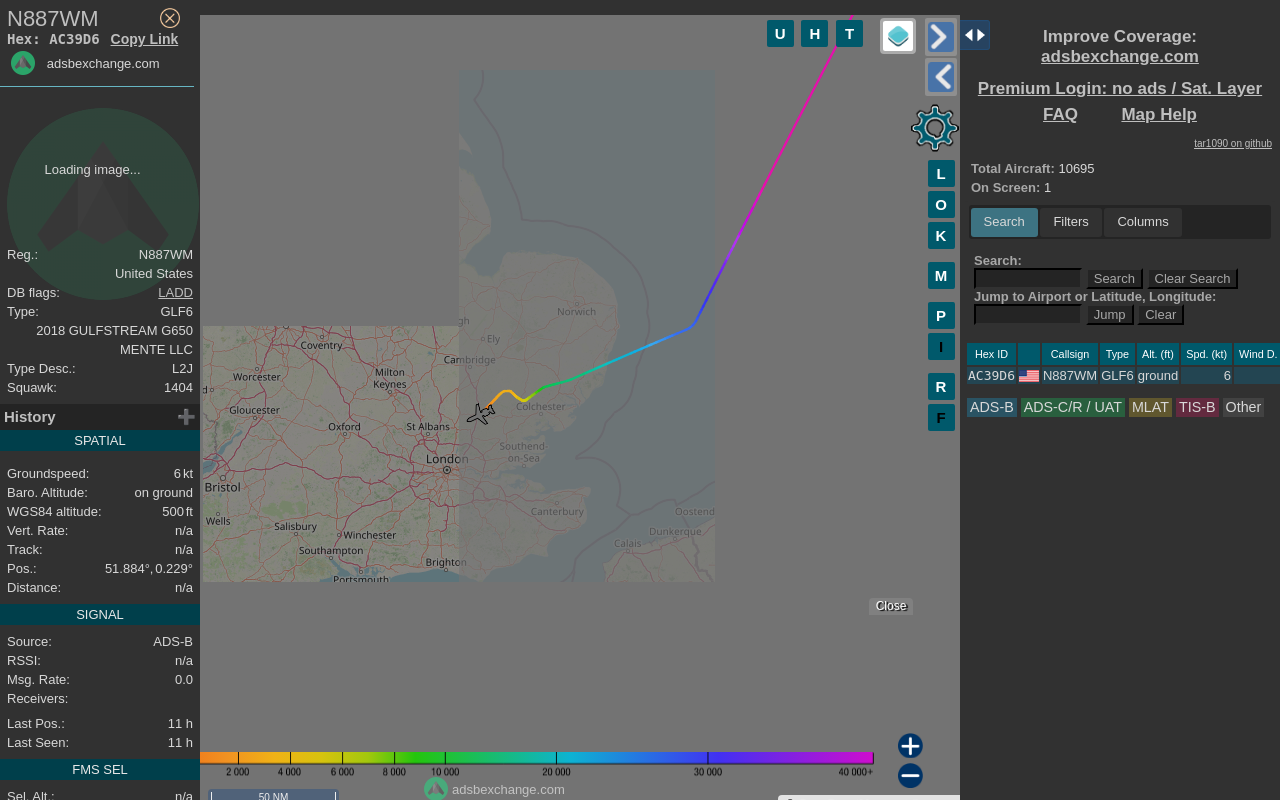 N887WM
Hex: AC39D6 Copy Link
adsbexchange.com
Loading image...
Reg.: N887WM
United States
DB flags: LADD
Type: GLF6
2018 GULFSTREAM G650
MENTE LLC
Type Desc.: L2J
Squawk: 1404
History
SPATIAL
Groundspeed: 6 kt
Baro. Altitude: on ground
WGS84 altitude: 500 ft
Vert. Rate: n/a
Track: n/a
Pos.: 51.884°, 0.229°
Distance: n/a
SIGNAL
Source: ADS-B
RSSI: n/a
Msg. Rate: 0.0
Receivers:
Last Pos.: 11 h
Last Seen: 11 h
FMS SEL
Sel. Alt.: n/a
U H T
L
O
K
M
P
I
R
F
Norwich
Ely
Cambridge
Coventry
Worcester
Milton
Keynes
Gloucester
Colchester
Oxford
St Albans
Southend-
on-Sea
London
Bristol
Canterbury
Oostend
Wells
Salisbury
Winchester
Dunkerque
Calais
Southampton
Brighton
Portsmouth
Close
2 000 4 000 6 000 8 000 10 000 20 000 30 000 40 000+
adsbexchange.com
50 NM
Improve Coverage:
adsbexchange.com
Premium Login: no ads / Sat. Layer
FAQ Map Help
tar1090 on github
Total Aircraft: 10695
On Screen: 1
Search Filters Columns
Search:
Search Clear Search
Jump to Airport or Latitude, Longitude:
Jump Clear
Hex ID Callsign Type Alt. (ft) Spd. (kt) Wind D.
AC39D6 N887WM GLF6 ground 6
ADS-B ADS-C/R / UAT MLAT TIS-B Other